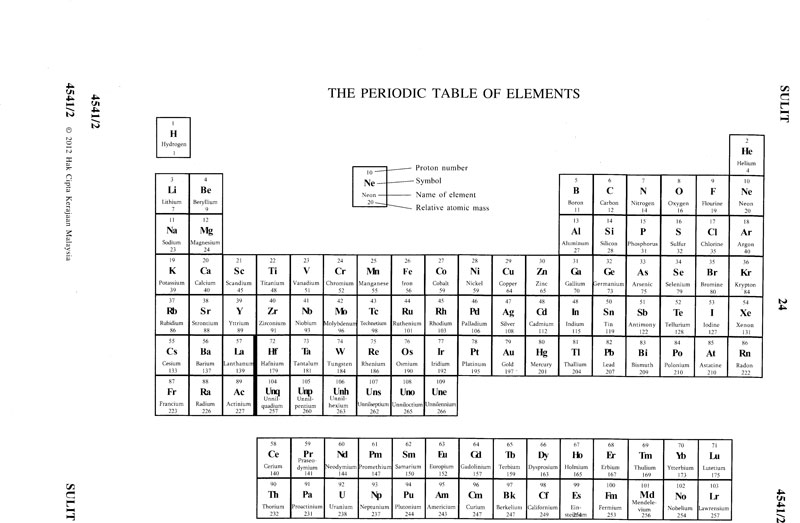 THE PERIODIC TABLE OF ELEMENTS
SULIT
4541/2
4541/2 © 2012 Hak Cipta Kerajaan Malaysia
24
SULIT
4541/2
10 Proton number
Ne Symbol
Neon Name of element
20 Relative atomic mass
1
H
Hydrogen
1
2
He
Helium
4
3 4 5 6 7 8 9 10
Li Be B C N O F Ne
Lithium Beryllium Boron Carbon Nitrogen Oxygen Flourine Neon
7 9 11 12 14 16 19 20
11 12 13 14 15 16 17 18
Na Mg Al Si P S Cl Ar
Sodium Magnesium Aluminum Silicon Phosphorus Sulfur Chlorine Argon
23 24 27 28 31 32 35 40
19 20 21 22 23 24 25 26 27 28 29 30 31 32 33 34 35 36
K Ca Sc Ti V Cr Mn Fe Co Ni Cu Zn Ga Ge As Se Br Kr
Potassium Calcium Scandium Titanium Vanadium Chromium Manganese Iron Cobalt Nickel Copper Zinc Gallium Germanium Arsenic Selenium Bromine Krypton
39 40 45 48 51 52 55 56 59 59 64 65 70 73 75 79 80 84
37 38 39 40 41 42 43 44 45 46 47 48 49 50 51 52 53 54
Rb Sr Y Zr Nb Mo Tc Ru Rh Pd Ag Cd In Sn Sb Te I Xe
Rubidium Strontium Yttrium Zirconium Niobium Molybdenum Technetium Ruthenium Rhodium Palladium Silver Cadmium Indium Tin Antimony Tellurium Iodine Xenon
86 88 89 91 93 96 98 101 103 106 108 112 115 119 122 128 127 131
55 56 57 72 73 74 75 76 77 78 79 80 81 82 83 84 85 86
Cs Ba La Hf Ta W Re Os Ir Pt Au Hg Tl Pb Bi Po At Rn
Cesium Barium Lanthanum Hafnium Tantalum Tungsten Rhenium Osmium Iridium Platinum Gold Mercury Thallium Lead Bismuth Polonium Astatine Radon
133 137 139 179 181 184 186 190 192 195 197 201 204 207 209 210 210 222
87 88 89 104 105 106 107 108 109
Fr Ra Ac Unq Unp Unh Uns Uno Une
Francium Radium Actinium Unnil-quadium Unnil-pentium Unnil-hexium Unnilseptium Unniloctium Unnilennium
223 226 227 257 260 263 262 265 266
58 59 60 61 62 63 64 65 66 67 68 69 70 71
Ce Pr Nd Pm Sm Eu Gd Tb Dy Ho Er Tm Yb Lu
Cerium Praseo-dymium Neodymium Promethium Samarium Europium Gadolinium Terbium Dysprosium Holmium Erbium Thulium Ytterbium Lutetium
140 141 144 147 150 152 157 159 163 165 167 169 173 175
90 91 92 93 94 95 96 97 98 99 100 101 102 103
Th Pa U Np Pu Am Cm Bk Cf Es Fm Md No Lr
Thorium Proactinium Uranium Neptunium Plutonium Americium Curium Berkelium Californium Ein- Fermium Mendele-vium Nobelium Lawrensium
232 231 238 237 244 243 247 247 249 254 253 256 254 257